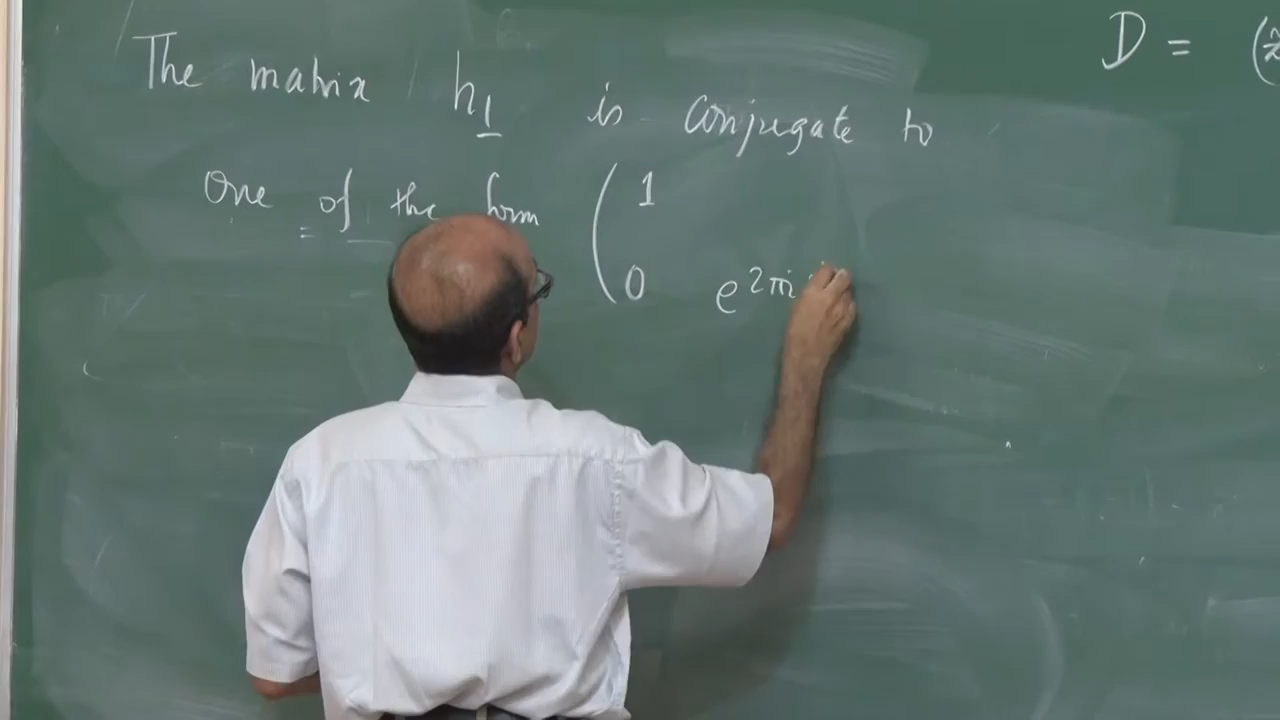 The matrix h₁ is conjugate to
One of the form ( 1
0 e^{2πi
D = (